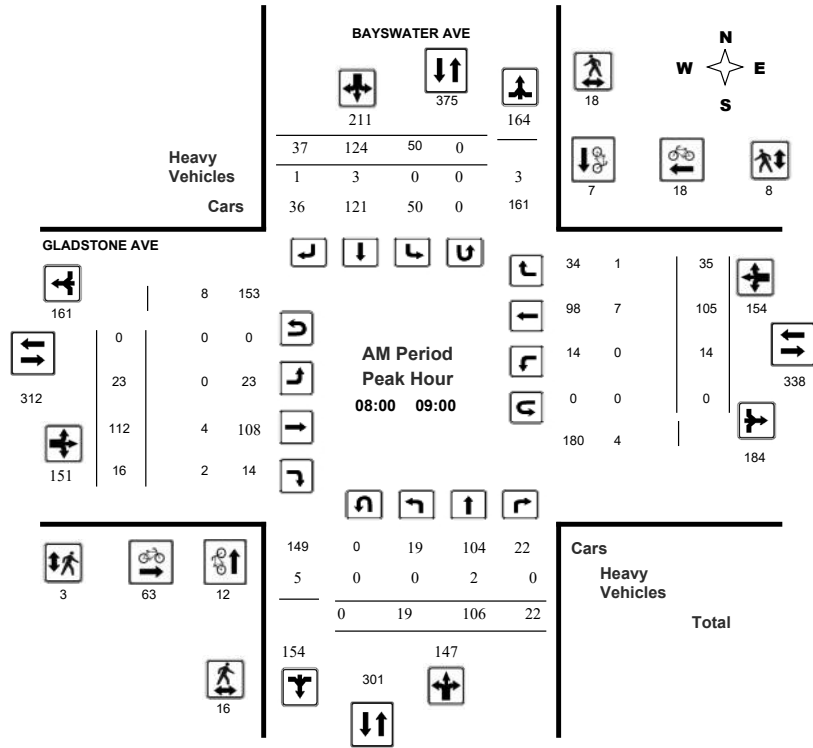 BAYSWATER AVE
N
W E
S
375
18
211
164
37 124 50 0
Heavy
Vehicles
1 3 0 0 3
7 18 8
Cars
36 121 50 0 161
GLADSTONE AVE
34 1 35
161
8 153
98 7 105 154
0 0 0
AM Period
14 0 14
Peak Hour
312
23 0 23
338
08:00 09:00
0 0 0
112 4 108
180 4
184
151
16 2 14
149 0 19 104 22
Cars
5 0 0 2 0
Heavy
Vehicles
3 63 12
0 19 106 22
Total
154 147
301
16